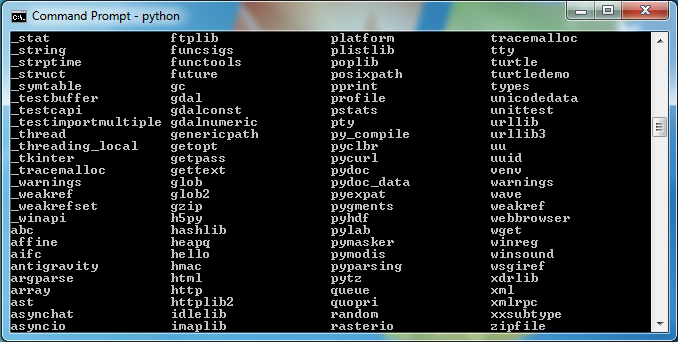 Command Prompt - python
_stat ftplib platform tracemalloc
_string funcsigs plistlib tty
_strptime functools poplib turtle
_struct future posixpath turtledemo
_symtable gc pprint types
_testbuffer gdal profile unicodedata
_testcapi gdalconst pstats unittest
_testimportmultiple gdalnumeric pty urllib
_thread genericpath py_compile urllib3
_threading_local getopt pyclbr uu
_tkinter getpass pycurl uuid
_tracemalloc gettext pydoc venv
_warnings glob pydoc_data warnings
_weakref glob2 pyexpat wave
_weakrefset gzip pygments weakref
_winapi h5py pyhdf webbrowser
abc hashlib pylab wget
affine heapq pymasker winreg
aifc hello pymodis winsound
antigravity hmac pyparsing wsgiref
argparse html pytz xdrlib
array http queue xml
ast httplib2 quopri xmlrpc
asynchat idlelib random xxsubtype
asyncio imaplib rasterio zipfile